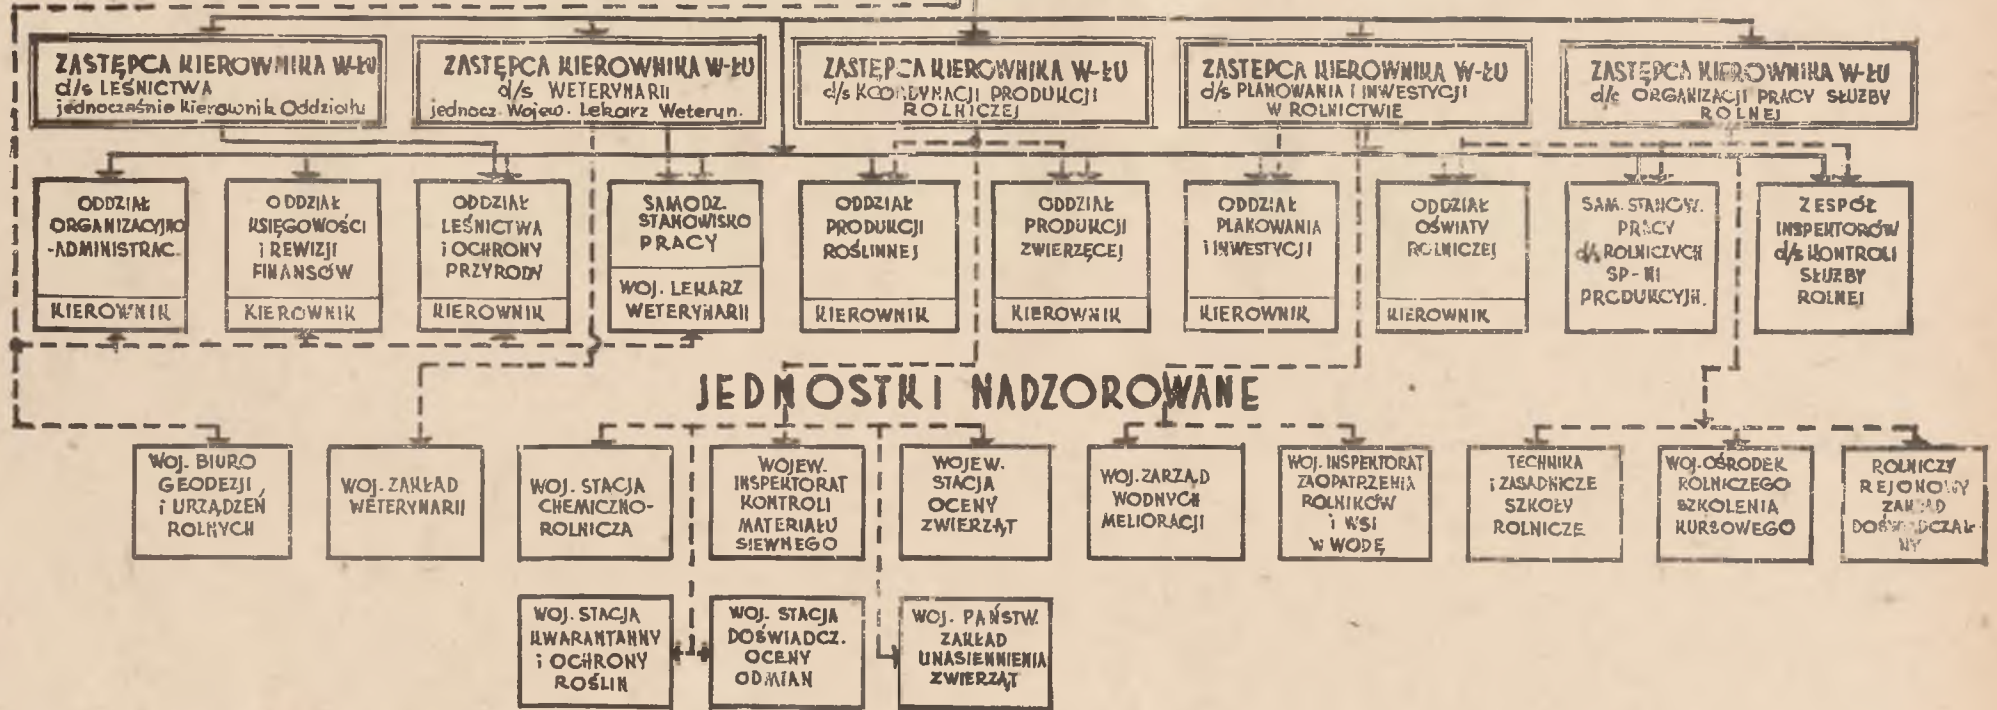 ZASTĘPCA KIEROWNIKA W-ŁU
d/s LEŚNICTWA
jednocześnie Kierownik Oddziału
ZASTĘPCA KIEROWNIKA W-ŁU
d/s WETERYNARII
jednocz. Wojew. Lekarz Weteryn.
ZASTĘPCA KIEROWNIKA W-ŁU
d/s KOORDYNACJI PRODUKCJI
ROLNICZEJ
ZASTĘPCA KIEROWNIKA W-ŁU
d/s PLANOWANIA I INWESTYCJI
W ROLNICTWIE
ZASTĘPCA KIEROWNIKA W-ŁU
d/s ORGANIZACJI PRACY SŁUŻBY
ROLNEJ
ODDZIAŁ
ORGANIZACYJNO
-ADMINISTRAC.
KIEROWNIK
ODDZIAŁ
KSIĘGOWOŚCI
i REWIZJI
FINANSÓW
KIEROWNIK
ODDZIAŁ
LEŚNICTWA
i OCHRONY
PRZYRODY
KIEROWNIK
SAMODZ.
STANOWISKO
PRACY
WOJ. LEKARZ
WETERYNARII
ODDZIAŁ
PRODUKCJI
ROŚLINNEJ
KIEROWNIK
ODDZIAŁ
PRODUKCJI
ZWIERZĘCEJ
KIEROWNIK
ODDZIAŁ
PLANOWANIA
i INWESTYCJI
KIEROWNIK
ODDZIAŁ
OŚWIATY
ROLNICZEJ
KIEROWNIK
SAM. STANOW.
PRACY
d/s ROLNICZYCH
SP-NI
PRODUKCYJN.
ZESPÓŁ
INSPEKTORÓW
d/s KONTROLI
SŁUŻBY
ROLNEJ
JEDNOSTKI NADZOROWANE
WOJ. BIURO
GEODEZJI
i URZĄDZEŃ
ROLNYCH
WOJ. ZAKŁAD
WETERYNARII
WOJ. STACJA
CHEMICZNO-
ROLNICZA
WOJEW.
INSPEKTORAT
KONTROLI
MATERIAŁU
SIEWNEGO
WOJEW.
STACJA
OCENY
ZWIERZĄT
WOJ. ZARZĄD
WODNYCH
MELIORACJI
WOJ. INSPEKTORAT
ZAOPATRZENIA
ROLNIKÓW
i WSI
W WODĘ
TECHNIKA
i ZASADNICZE
SZKOŁY
ROLNICZE
WOJ. OŚRODEK
ROLNICZEGO
SZKOLENIA
KURSOWEGO
ROLNICZY
REJONOWY
ZAKŁAD
DOŚWIADCZAL-
NY
WOJ. STACJA
KWARANTANNY
i OCHRONY
ROŚLIN
WOJ. STACJA
DOŚWIADCZ.
OCENY
ODMIAN
WOJ. PAŃSTW.
ZAKŁAD
UNASIENNIENIA
ZWIERZĄT